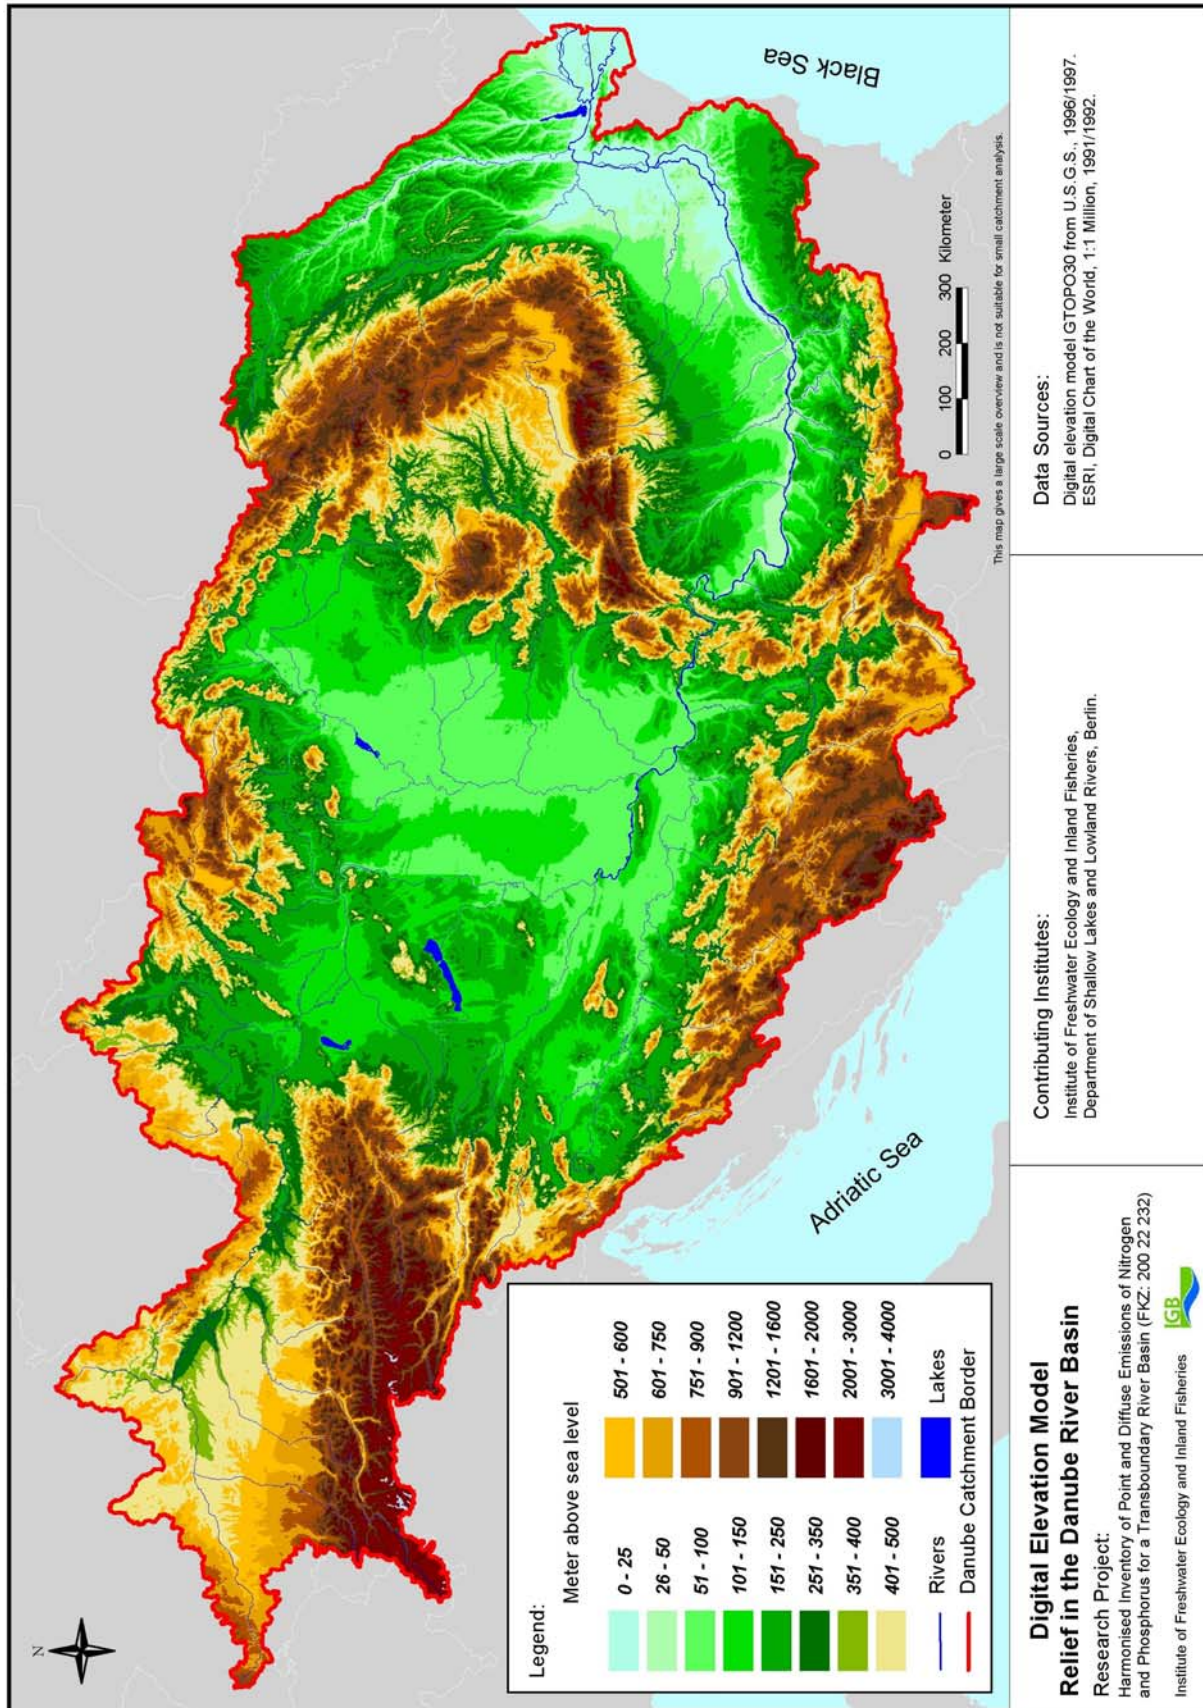 N
Black Sea
Adriatic Sea
0 100 200 300 Kilometer
This map gives a large scale overview and is not suitable for small catchment analysis.
Legend:
Meter above sea level
0 - 25
26 - 50
51 - 100
101 - 150
151 - 250
251 - 350
351 - 400
401 - 500
501 - 600
601 - 750
751 - 900
901 - 1200
1201 - 1600
1601 - 2000
2001 - 3000
3001 - 4000
Rivers
Lakes
Danube Catchment Border
Digital Elevation Model
Relief in the Danube River Basin
Research Project:
Harmonised Inventory of Point and Diffuse Emissions of Nitrogen
and Phosphorus for a Transboundary River Basin (FKZ: 200 22 232)
Institute of Freshwater Ecology and Inland Fisheries
IGB
Contributing Institutes:
Institute of Freshwater Ecology and Inland Fisheries,
Department of Shallow Lakes and Lowland Rivers, Berlin.
Data Sources:
Digital elevation model GTOPO30 from U.S.G.S., 1996/1997.
ESRI, Digital Chart of the World, 1:1 Million, 1991/1992.